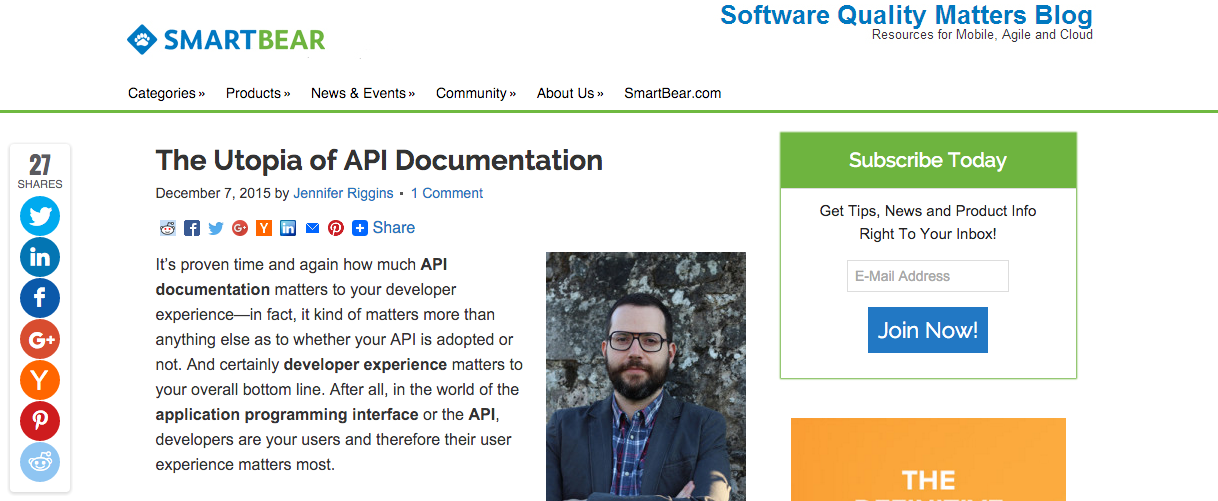 SMARTBEAR
Software Quality Matters Blog
Resources for Mobile, Agile and Cloud
Categories » Products » News & Events » Community » About Us » SmartBear.com
27
SHARES
The Utopia of API Documentation
December 7, 2015 by Jennifer Riggins • 1 Comment
Share
It’s proven time and again how much API
documentation matters to your developer
experience—in fact, it kind of matters more than
anything else as to whether your API is adopted or
not. And certainly developer experience matters to
your overall bottom line. After all, in the world of the
application programming interface or the API,
developers are your users and therefore their user
experience matters most.
Subscribe Today
Get Tips, News and Product Info
Right To Your Inbox!
E-Mail Address
Join Now!
THE